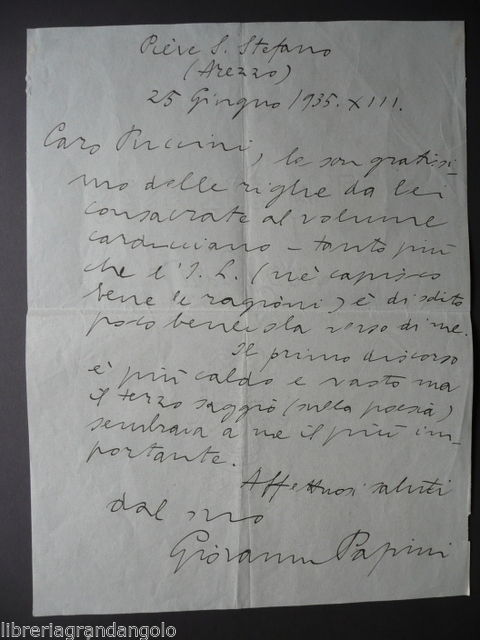 Pieve S. Stefano
(Arezzo)
25 Giugno 1935. XIII.
Caro Puccini, le son gratissi-
mo delle righe da lei
consacrate al volume
carducciano - tanto più
che l'I. L. (nè capisco
bene le ragioni) è di solito
poco benevola verso di me.
Il primo discorso
è più caldo e vasto ma
il terzo saggio (sulla poesia)
sembrava a me il più im-
portante.
Affettuosi saluti
dal suo
Giovanni Papini
libreriagrandangolo